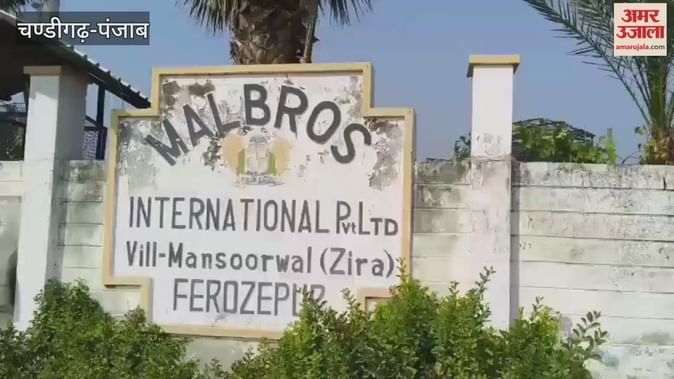 चण्डीगढ़-पंजाब
अमर
उजाला
amarujala.com
MALBROS
INTERNATIONAL PvtLTD
Vill-Mansoorwal (Zira)
FEROZEPUR